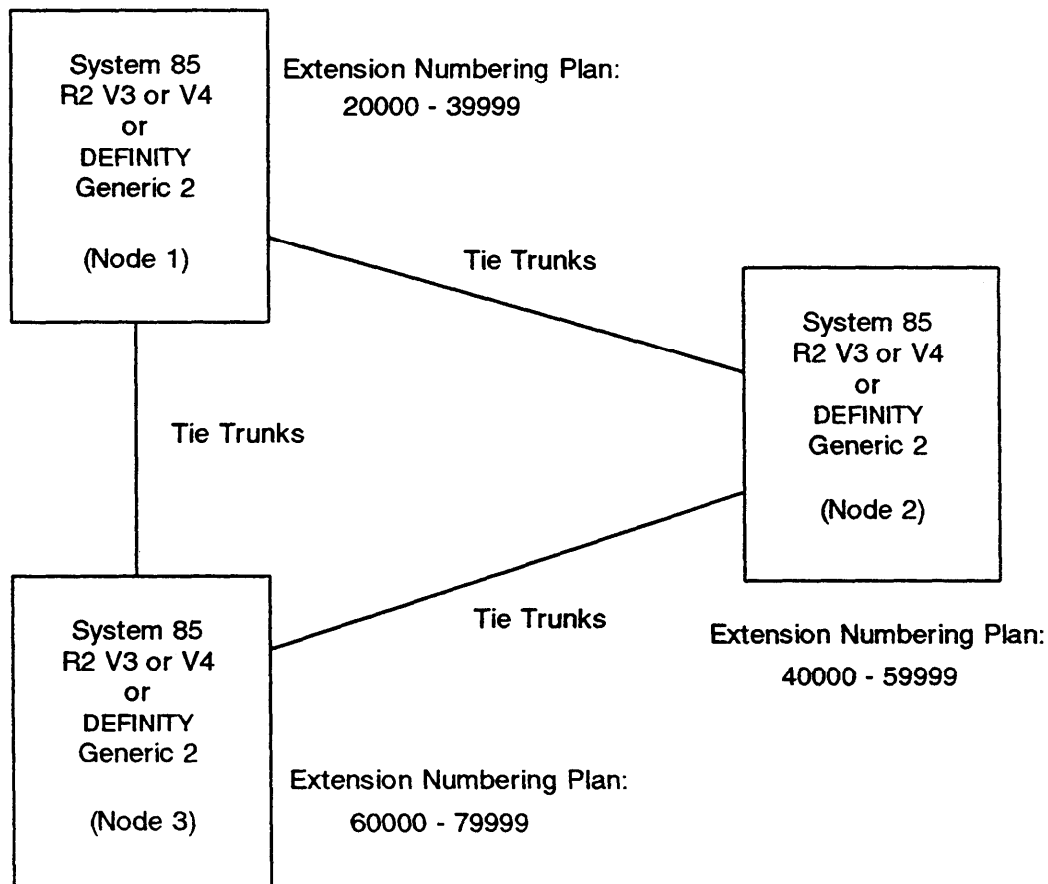 System 85
R2 V3 or V4
or
DEFINITY
Generic 2
(Node 1)
Extension Numbering Plan:
20000 - 39999
Tie Trunks
System 85
R2 V3 or V4
or
DEFINITY
Generic 2
(Node 2)
Extension Numbering Plan:
40000 - 59999
Tie Trunks
Tie Trunks
System 85
R2 V3 or V4
or
DEFINITY
Generic 2
(Node 3)
Extension Numbering Plan:
60000 - 79999